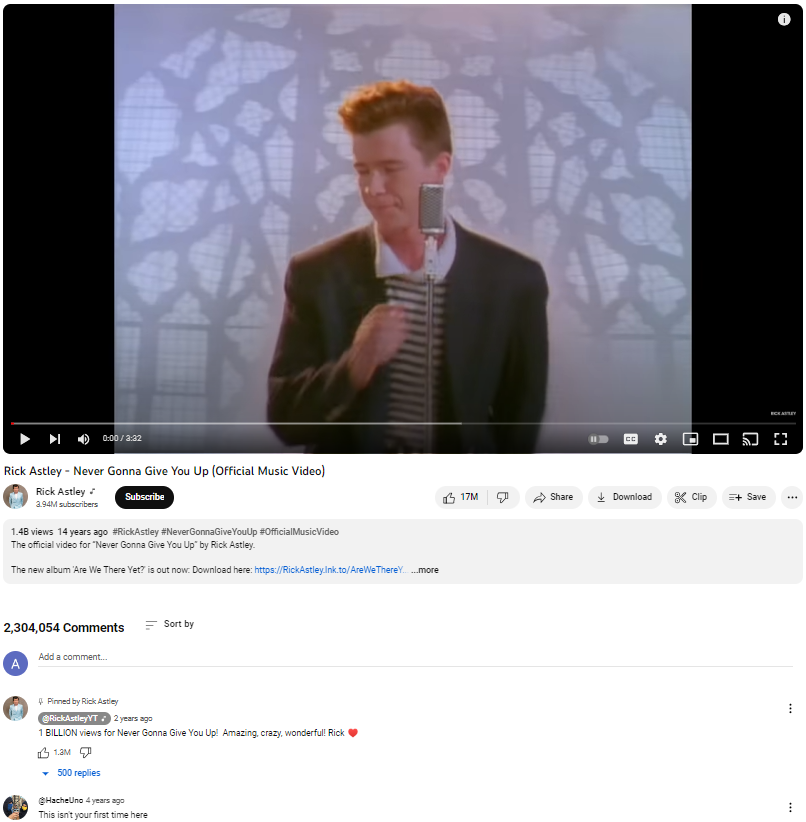 RICK ASTLEY
0:00 / 3:32
CC
Rick Astley - Never Gonna Give You Up (Official Music Video)
Rick Astley
3.94M subscribers
Subscribe
17M
Share
Download
Clip
Save
1.4B views 14 years ago #RickAstley #NeverGonnaGiveYouUp #OfficialMusicVideo
The official video for “Never Gonna Give You Up” by Rick Astley.
The new album 'Are We There Yet?' is out now: Download here: https://RickAstley.lnk.to/AreWeThereY... ...more
2,304,054 Comments
Sort by
A
Add a comment...
Pinned by Rick Astley
@RickAstleyYT 2 years ago
1 BILLION views for Never Gonna Give You Up! Amazing, crazy, wonderful! Rick ♥️
1.3M
500 replies
@HacheUno 4 years ago
This isn't your first time here